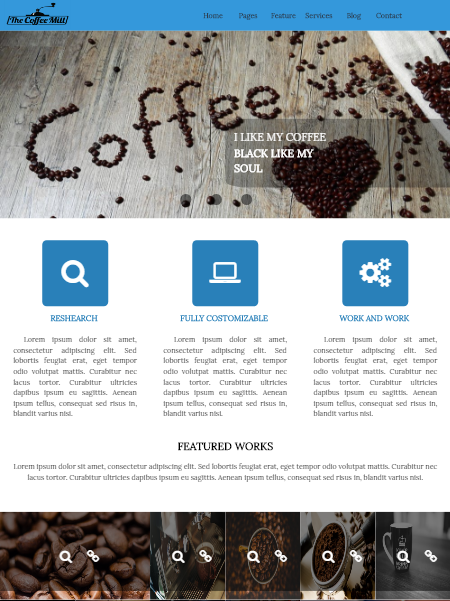 [The Coffee Mill]
Home Pages Feature Services Blog Contact
Coffee
I LIKE MY COFFEE
BLACK LIKE MY
SOUL
RESHEARCH FULLY COSTOMIZABLE WORK AND WORK
Lorem ipsum dolor sit amet,
consectetur adipiscing elit. Sed
lobortis feugiat erat, eget tempor
odio volutpat mattis. Curabitur nec
lacus tortor. Curabitur ultricies
dapibus ipsum eu sagittis. Aenean
ipsum tellus, consequat sed risus in,
blandit varius nisi.
Lorem ipsum dolor sit amet,
consectetur adipiscing elit. Sed
lobortis feugiat erat, eget tempor
odio volutpat mattis. Curabitur nec
lacus tortor. Curabitur ultricies
dapibus ipsum eu sagittis. Aenean
ipsum tellus, consequat sed risus in,
blandit varius nisi.
Lorem ipsum dolor sit amet,
consectetur adipiscing elit. Sed
lobortis feugiat erat, eget tempor
odio volutpat mattis. Curabitur nec
lacus tortor. Curabitur ultricies
dapibus ipsum eu sagittis. Aenean
ipsum tellus, consequat sed risus in,
blandit varius nisi.
FEATURED WORKS
Lorem ipsum dolor sit amet, consectetur adipiscing elit. Sed lobortis feugiat erat, eget tempor odio volutpat mattis. Curabitur nec
lacus tortor. Curabitur ultricies dapibus ipsum eu sagittis. Aenean ipsum tellus, consequat sed risus in, blandit varius nisi.